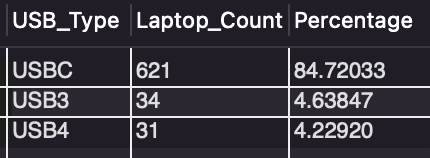 USB_Type Laptop_Count Percentage
USBC 621 84.72033
USB3 34 4.63847
USB4 31 4.22920